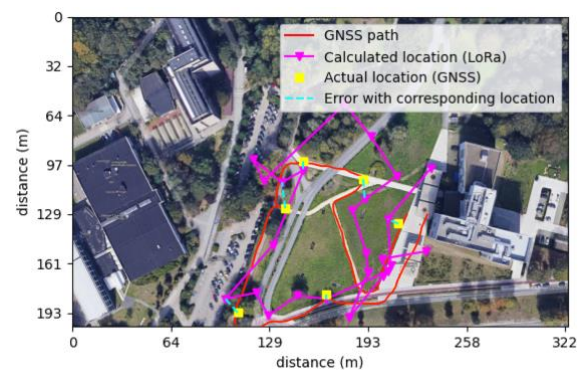 GNSS path
Calculated location (LoRa)
Actual location (GNSS)
Error with corresponding location
distance (m)
0
32
64
97
129
161
193
0
64
129
193
258
322
distance (m)